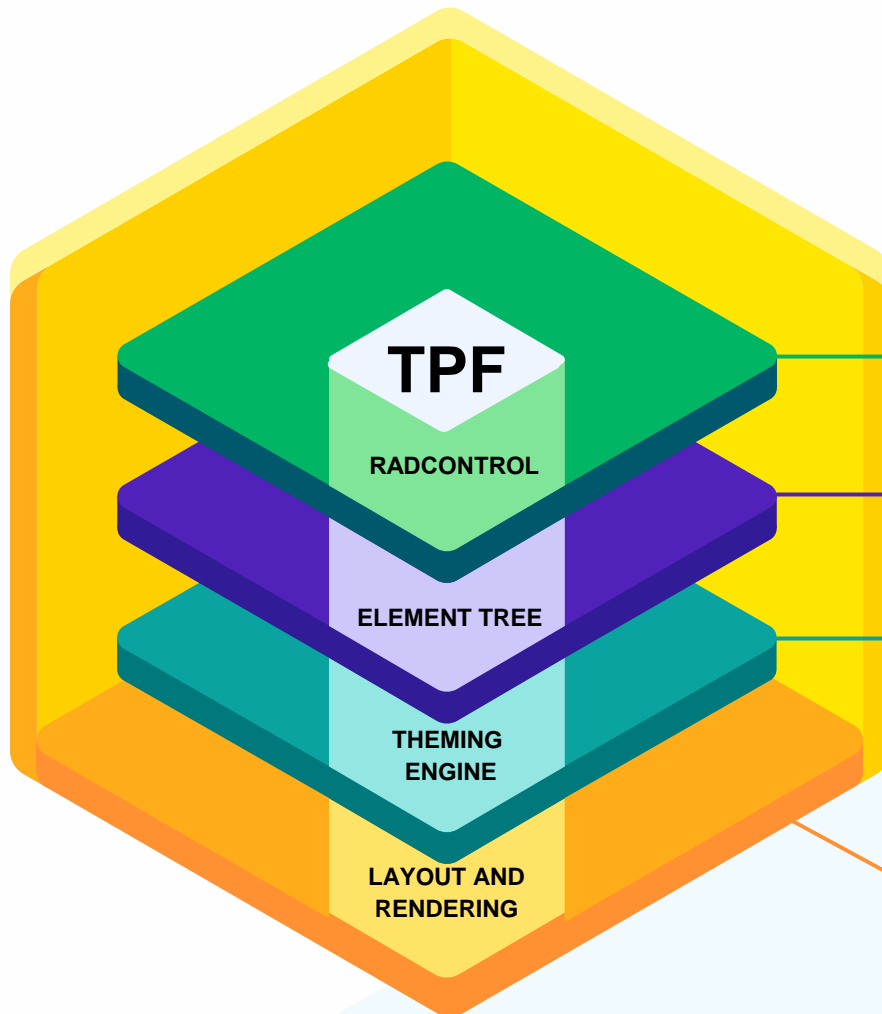 TPF
RADCONTROL
ELEMENT TREE
THEMING
ENGINE
LAYOUT AND
RENDERING